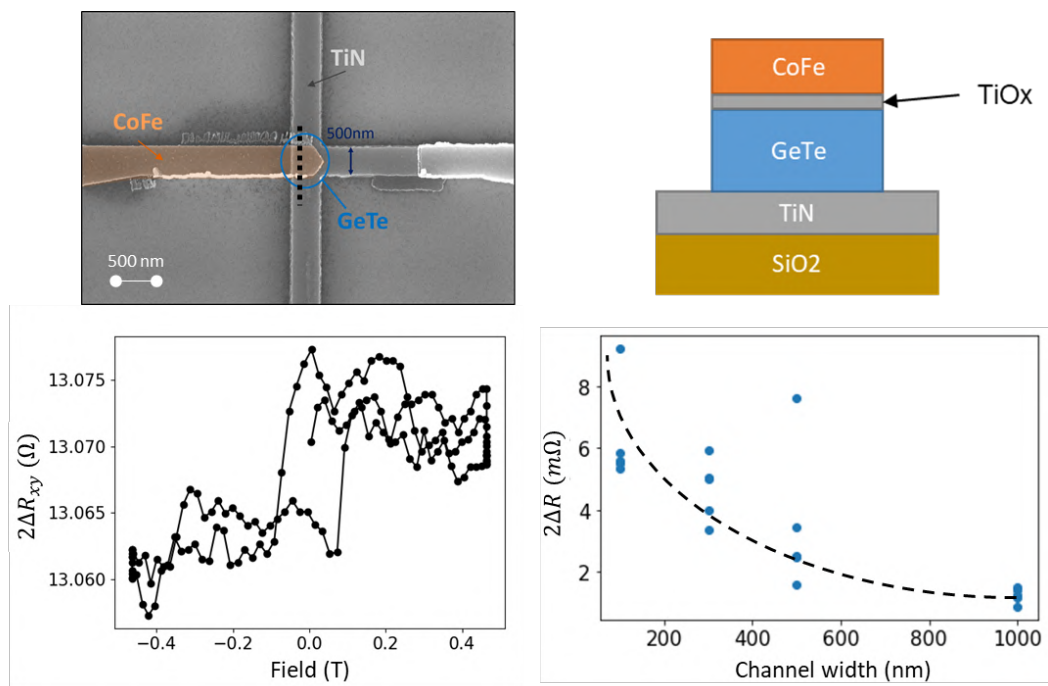 TiN
CoFe
500nm
GeTe
500 nm
CoFe
TiOx
GeTe
TiN
SiO2
13.075
13.070
13.065
13.060
2ΔR_xy (Ω)
−0.4 −0.2 0.0 0.2 0.4
Field (T)
8
6
4
2
2ΔR (mΩ)
200 400 600 800 1000
Channel width (nm)